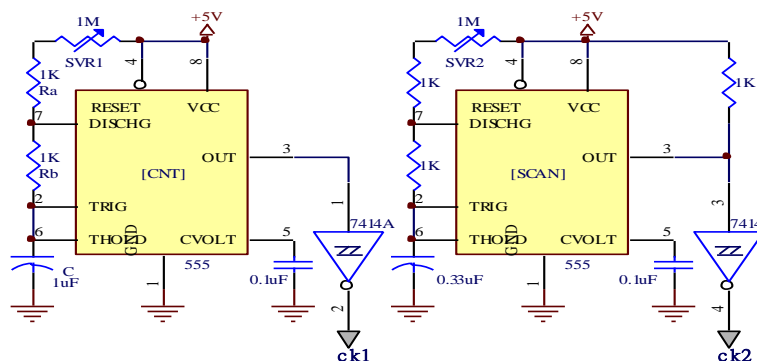 1M +5V 1M +5V
SVR1 SVR2
4 8 4 8
1K 1K 1K
Ra
RESET VCC RESET VCC
7 DISCHG 7 DISCHG
1K OUT 3 1K OUT 3
Rb
[CNT] [SCAN]
1 3
2 TRIG 2 TRIG
7414A 7414
6 THOLD CVOLT 5 6 THOLD CVOLT 5
GND GND
C 555 0.1uF 0.33uF 555 0.1uF
1uF
1 1
2 4
ck1 ck2